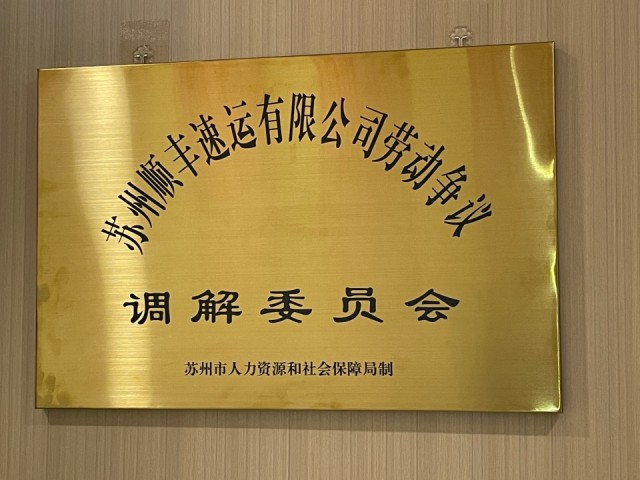 苏州顺丰速运有限公司劳动争议
调解委员会
苏州市人力资源和社会保障局制